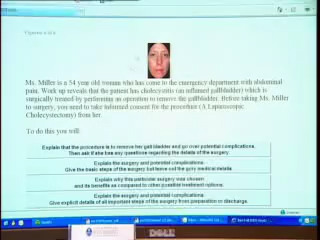 Ms. Miller is a 54 year old woman who has come to the emergency department with abdominal
pain. Work up reveals that the patient has cholecystitis (an inflamed gallbladder) which is
surgically treated by performing an operation to remove the gallbladder. Before taking Ms. Miller
to surgery, you need to take informed consent for the procedure (A Laparoscopic
Cholecystectomy) from her
To do this you will:
Explain that the procedure is to remove her gall bladder and go over potential complications.
Then ask if she has any questions regarding the details of the surgery.
Explain the surgery and potential complications.
Give the basic steps of the surgery but leave out the gory medical details
Explain why this particular surgery was chosen
and its benefits as compared to other possible treatment options.
Explain the surgery and potential complications.
Give explicit details of all important steps of the surgery from preparation to discharge.
DELL